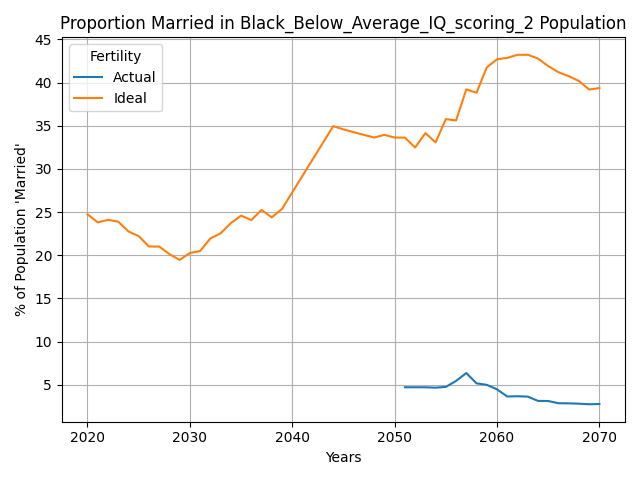 Proportion Married in Black_Below_Average_IQ_scoring_2 Population
45
40
35
30
25
20
15
10
5
% of Population 'Married'
Fertility
Actual
Ideal
2020 2030 2040 2050 2060 2070
Years